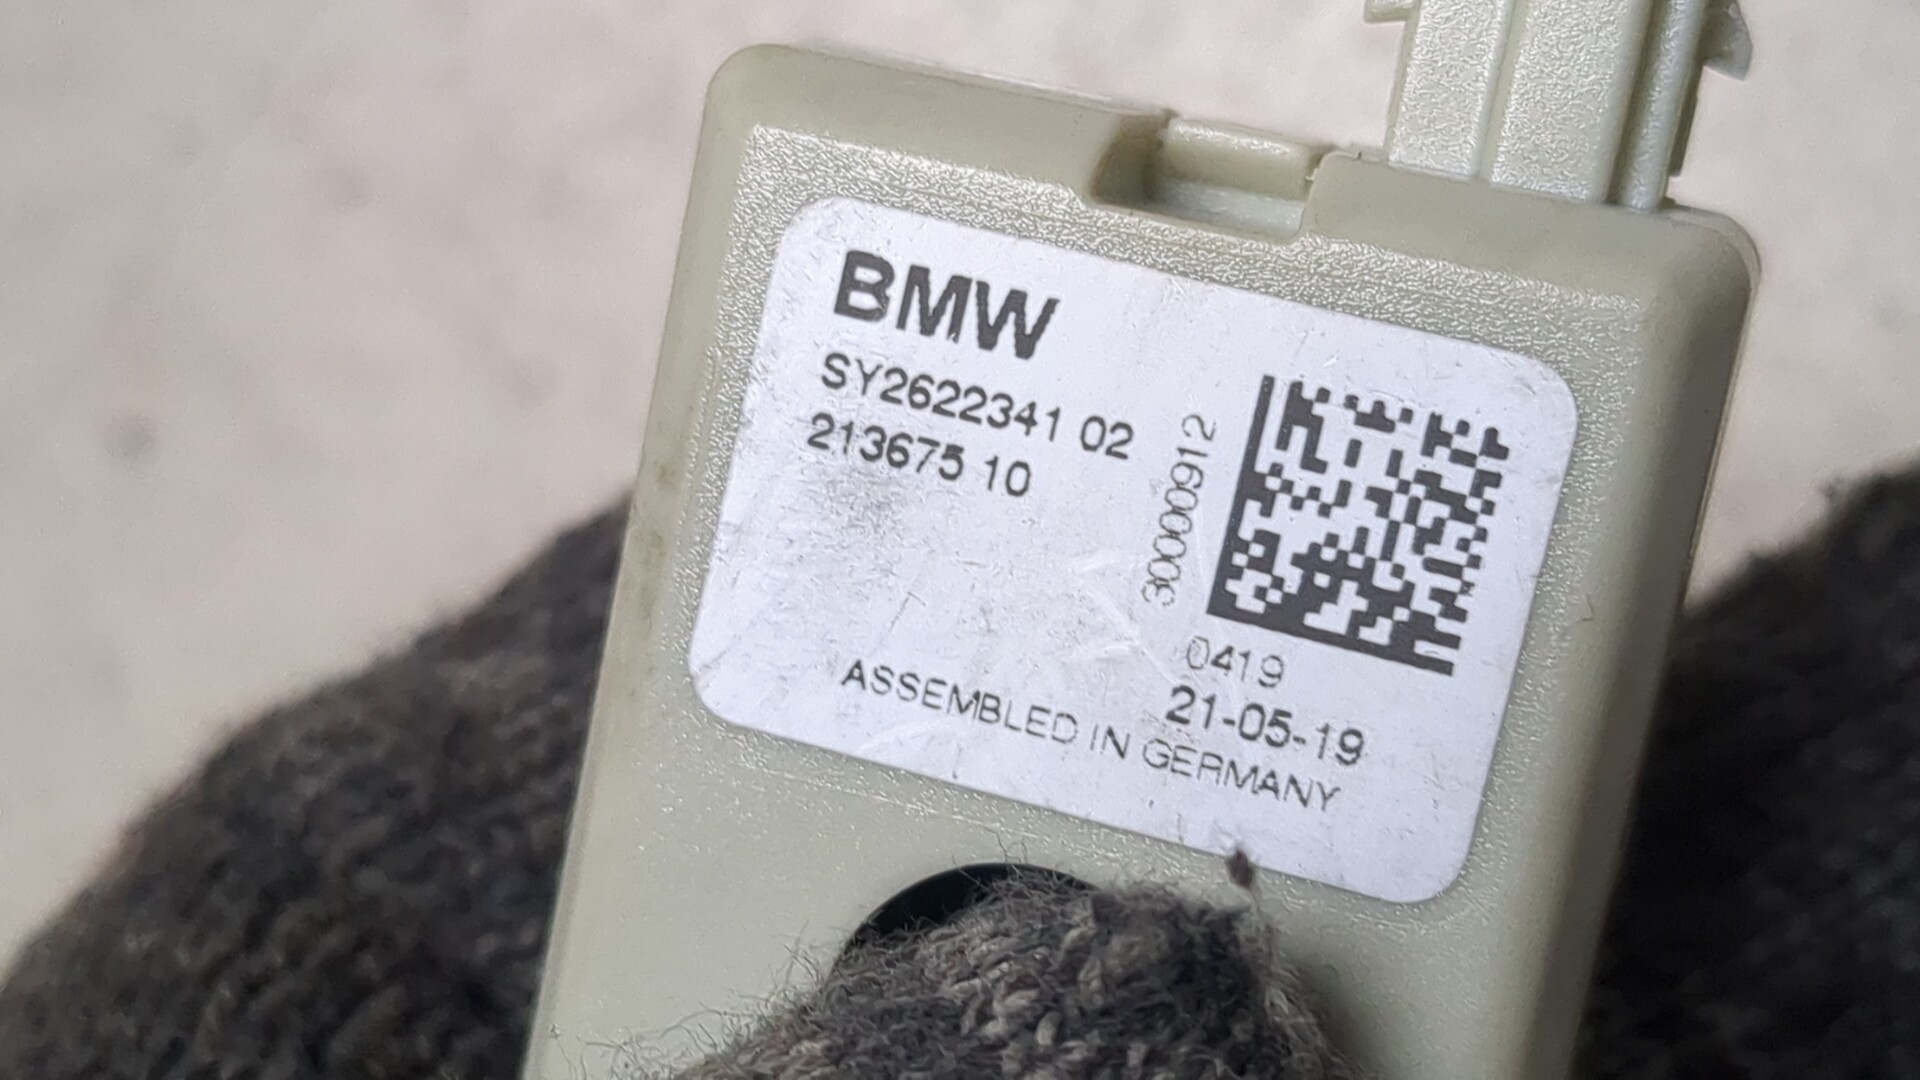 BMW
SY2622341 02
213675 10
30000912
0419
21-05-19
ASSEMBLED IN GERMANY